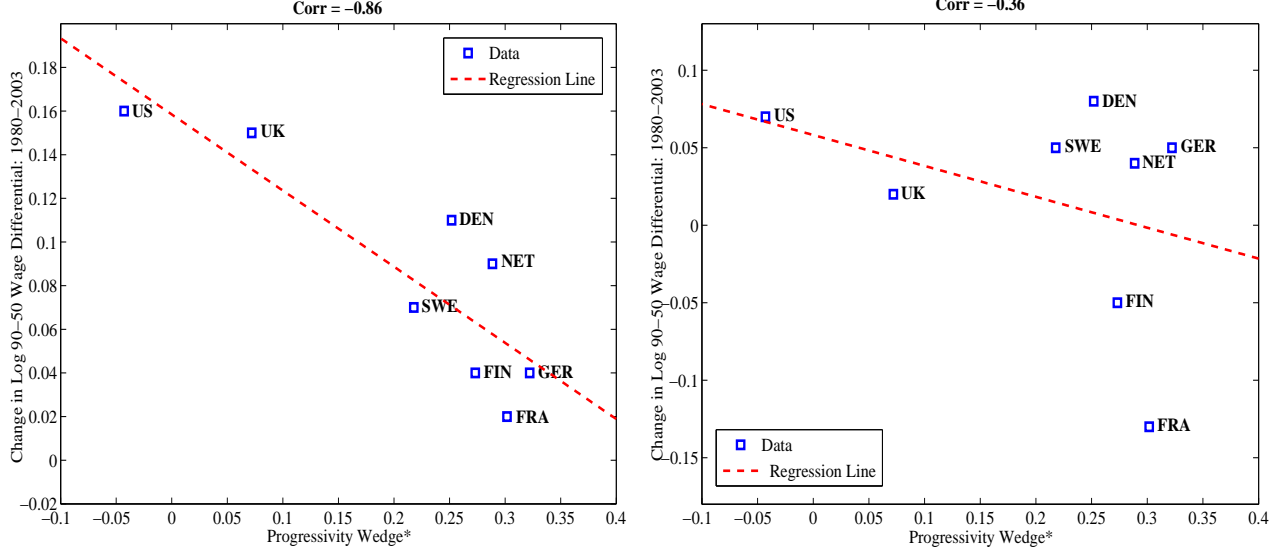 Corr = −0.86
Change in Log 90−50 Wage Differential: 1980−2003
0.18
0.16
0.14
0.12
0.1
0.08
0.06
0.04
0.02
0
−0.02
Data
Regression Line
US
UK
DEN
NET
SWE
FIN
GER
FRA
−0.1
−0.05
0
0.05
0.1
0.15
0.2
0.25
0.3
0.35
0.4
Progressivity Wedge*
Corr = −0.36
Change in Log 90−50 Wage Differential: 1980−2003
0.1
0.05
0
−0.05
−0.1
−0.15
US
DEN
SWE
GER
NET
UK
FIN
FRA
Data
Regression Line
−0.1
−0.05
0
0.05
0.1
0.15
0.2
0.25
0.3
0.35
0.4
Progressivity Wedge*